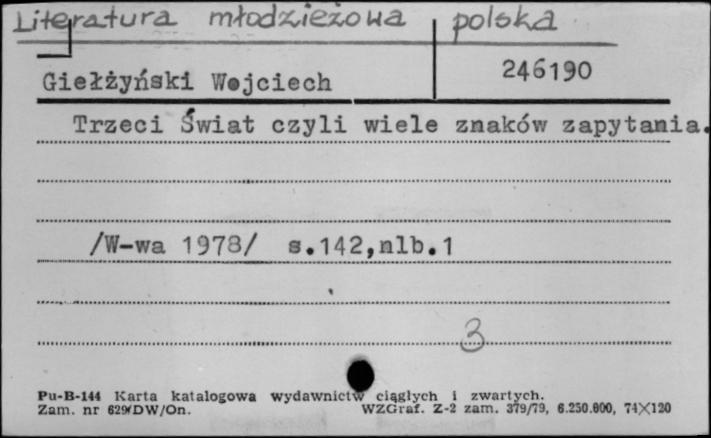 Literatura młodzieżowa polska
Giełżyński Wojciech 246190
Trzeci Świat czyli wiele znaków zapytania.
/W-wa 1978/ s.142,nlb.1
3
Pu-B-144 Karta katalogowa wydawnictw ciągłych i zwartych.
Zam. nr 629/DW/On. WZGraf. Z-2 zam. 379/79, 6.250.000, 74X120